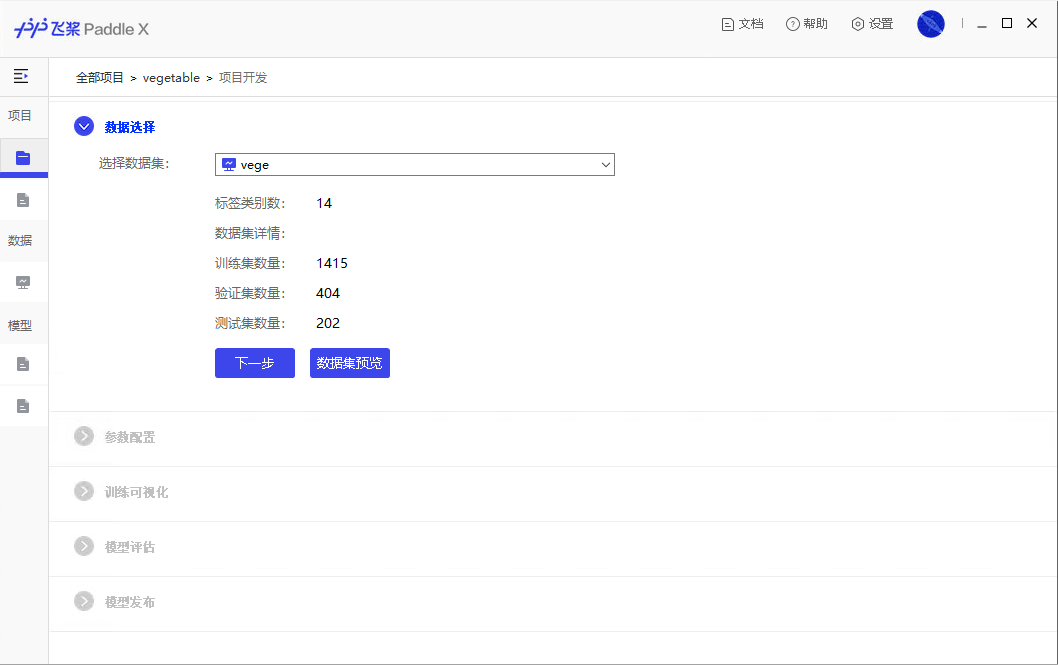 飞桨 Paddle X
文档 帮助 设置
全部项目 > vegetable > 项目开发
项目
数据选择
选择数据集： vege
标签类别数： 14
数据集详情：
数据
训练集数量： 1415
验证集数量： 404
模型
测试集数量： 202
下一步 数据集预览
参数配置
训练可视化
模型评估
模型发布